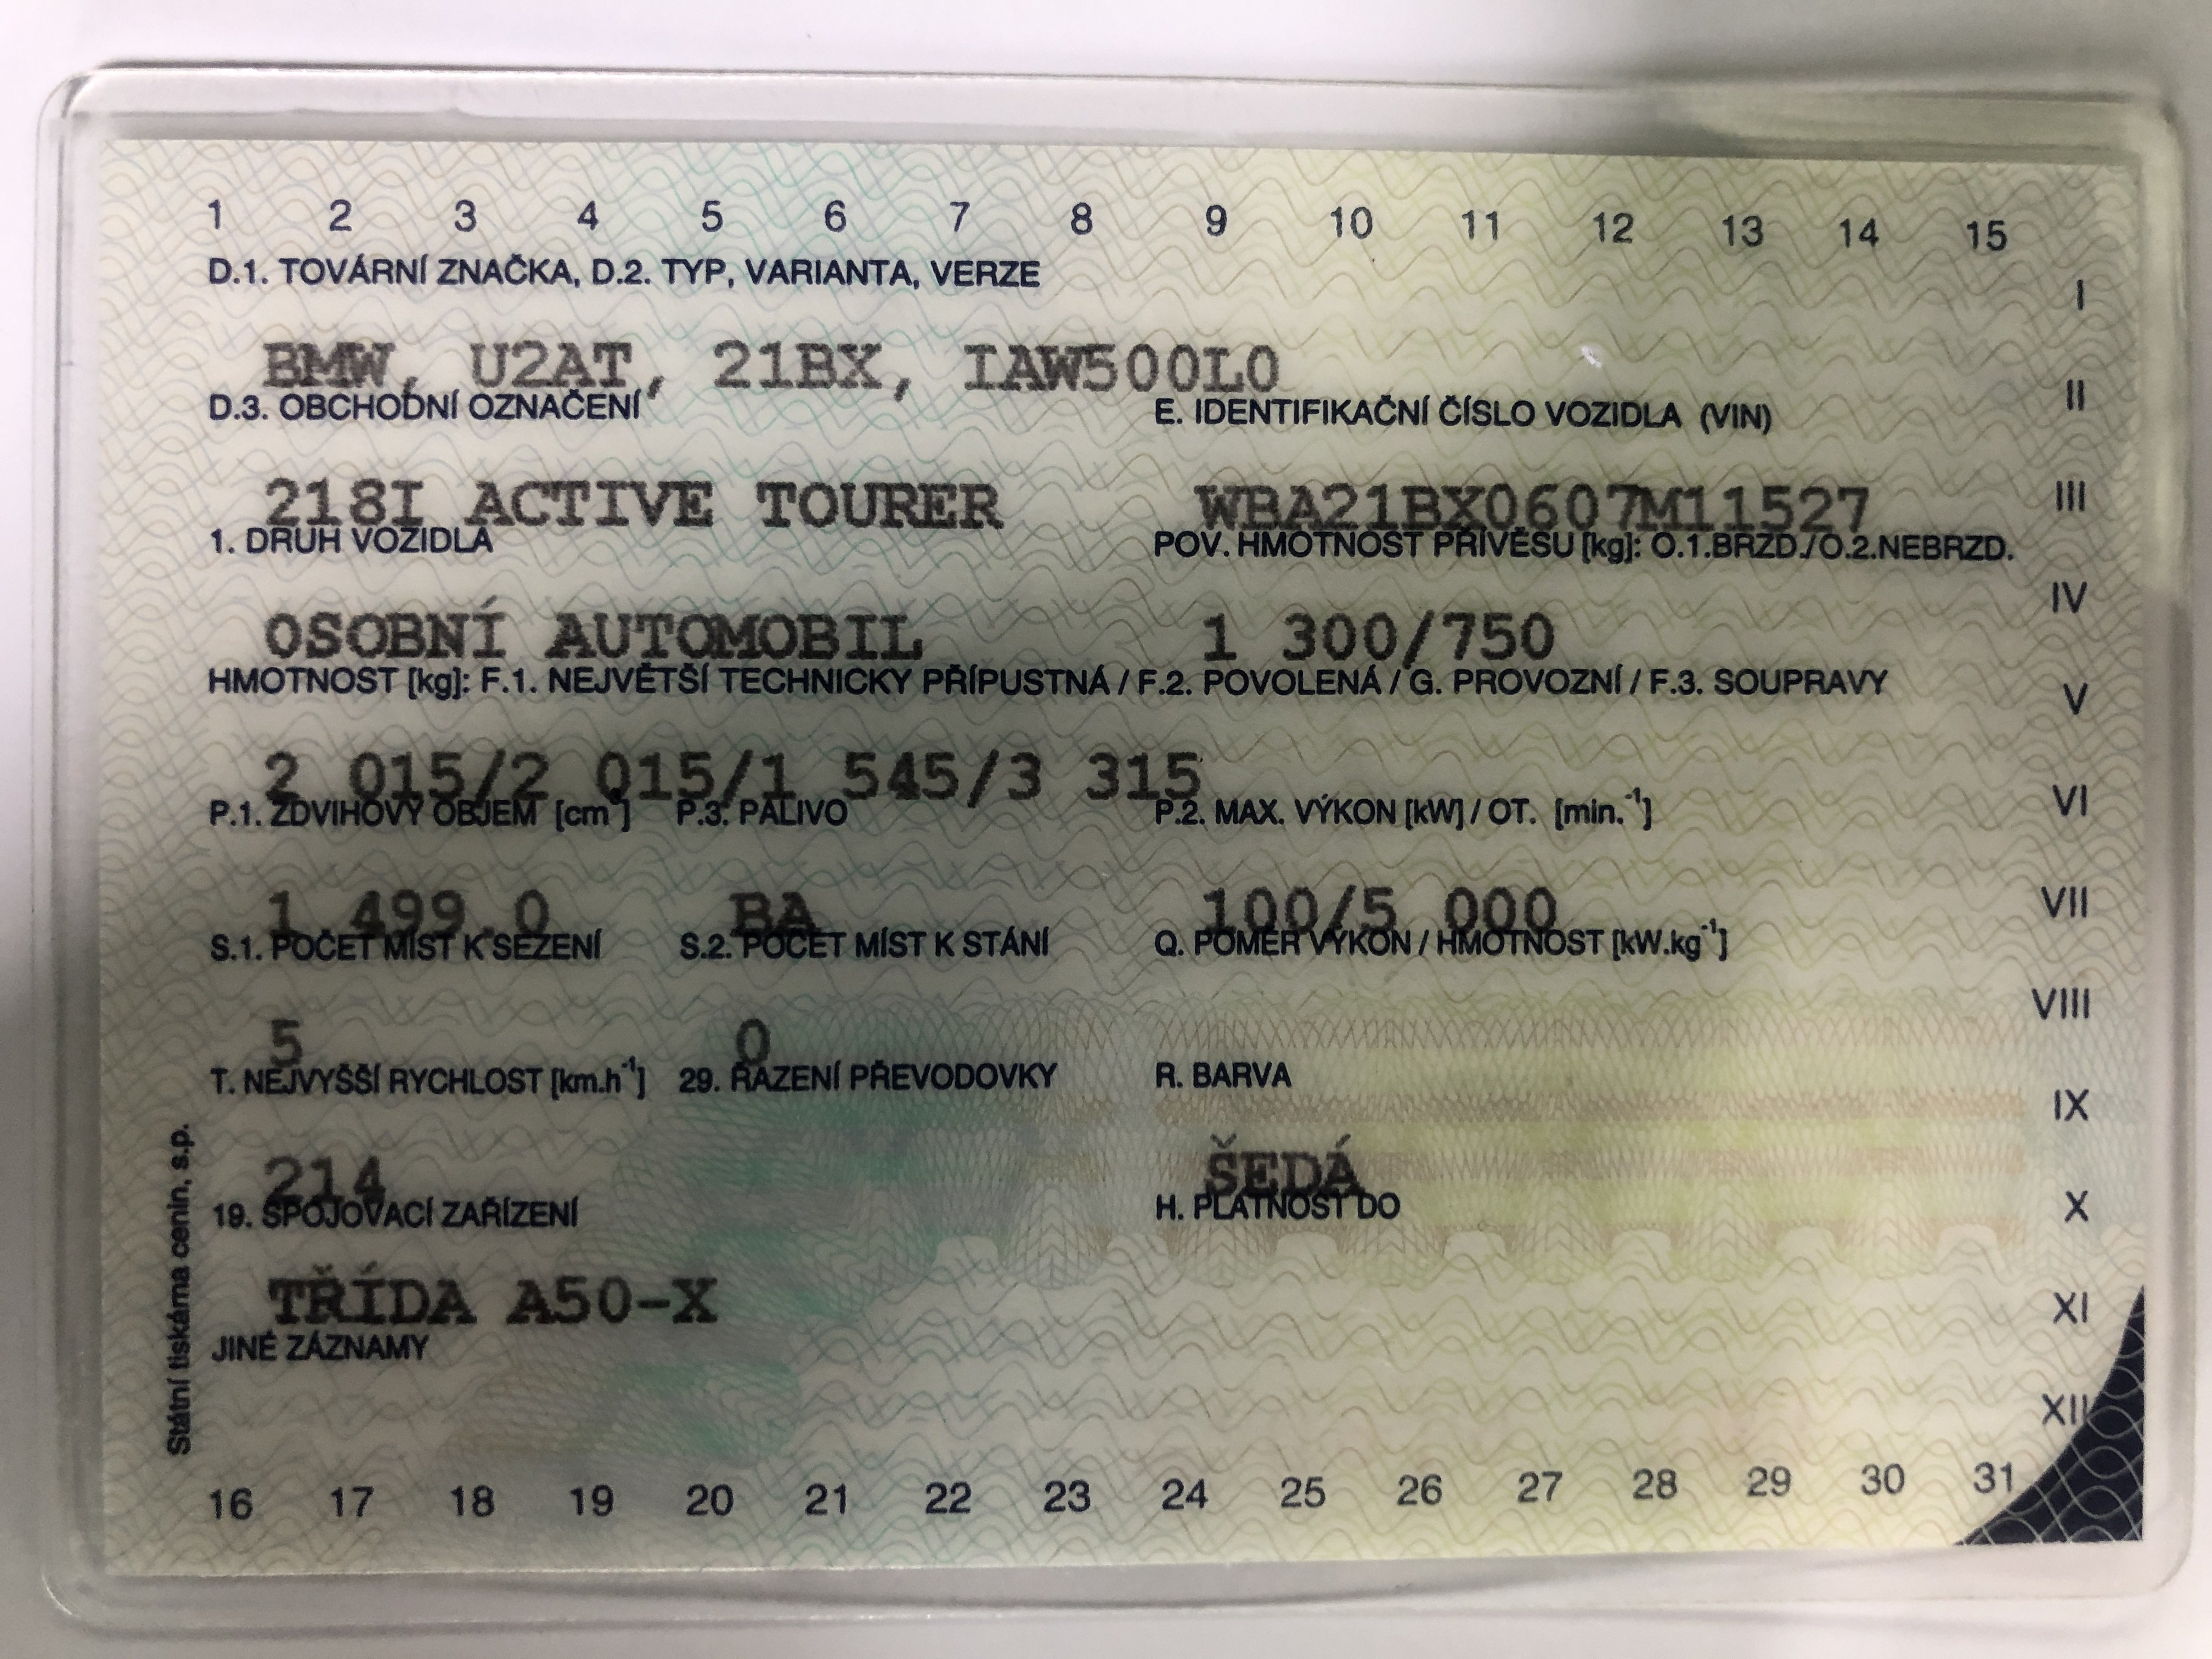 1 2 3 4 5 6 7 8 9 10 11 12 13 14 15
D.1. TOVÁRNÍ ZNAČKA, D.2. TYP, VARIANTA, VERZE
I
BMW, U2AT, 21BX, IAW500L0
II
D.3. OBCHODNÍ OZNAČENÍ E. IDENTIFIKAČNÍ ČÍSLO VOZIDLA (VIN)
218I ACTIVE TOURER WBA21BX0607M11527
III
1. DRUH VOZIDLA POV. HMOTNOST PŘÍVĚSU [kg]: O.1.BRZD./O.2.NEBRZD.
IV
OSOBNÍ AUTOMOBIL 1 300/750
HMOTNOST [kg]: F.1. NEJVĚTŠÍ TECHNICKY PŘÍPUSTNÁ / F.2. POVOLENÁ / G. PROVOZNÍ / F.3. SOUPRAVY
V
2 015/2 015/1 545/3 315
P.1. ZDVIHOVÝ OBJEM [cm³] P.3. PALIVO P.2. MAX. VÝKON [kW] / OT. [min.⁻¹]
VI
1 499.0 BA 100/5 000
VII
S.1. POČET MÍST K SEZENÍ S.2. POČET MÍST K STÁNÍ Q. POMĚR VÝKON / HMOTNOST [kW.kg⁻¹]
VIII
5 0
T. NEJVYŠŠÍ RYCHLOST [km.h⁻¹] 29. ŘAZENÍ PŘEVODOVKY R. BARVA
IX
214 ŠEDÁ
19. SPOJOVACÍ ZAŘÍZENÍ H. PLATNOST DO
X
TŘÍDA A50-X
XI
JINÉ ZÁZNAMY
XII
Státní tiskárna cenin, s.p.
16 17 18 19 20 21 22 23 24 25 26 27 28 29 30 31